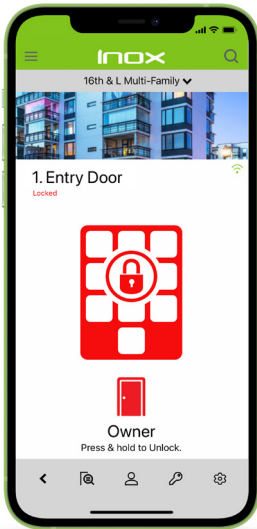 INOX
16th & L Multi-Family
1. Entry Door
Locked
Owner
Press & hold to Unlock.